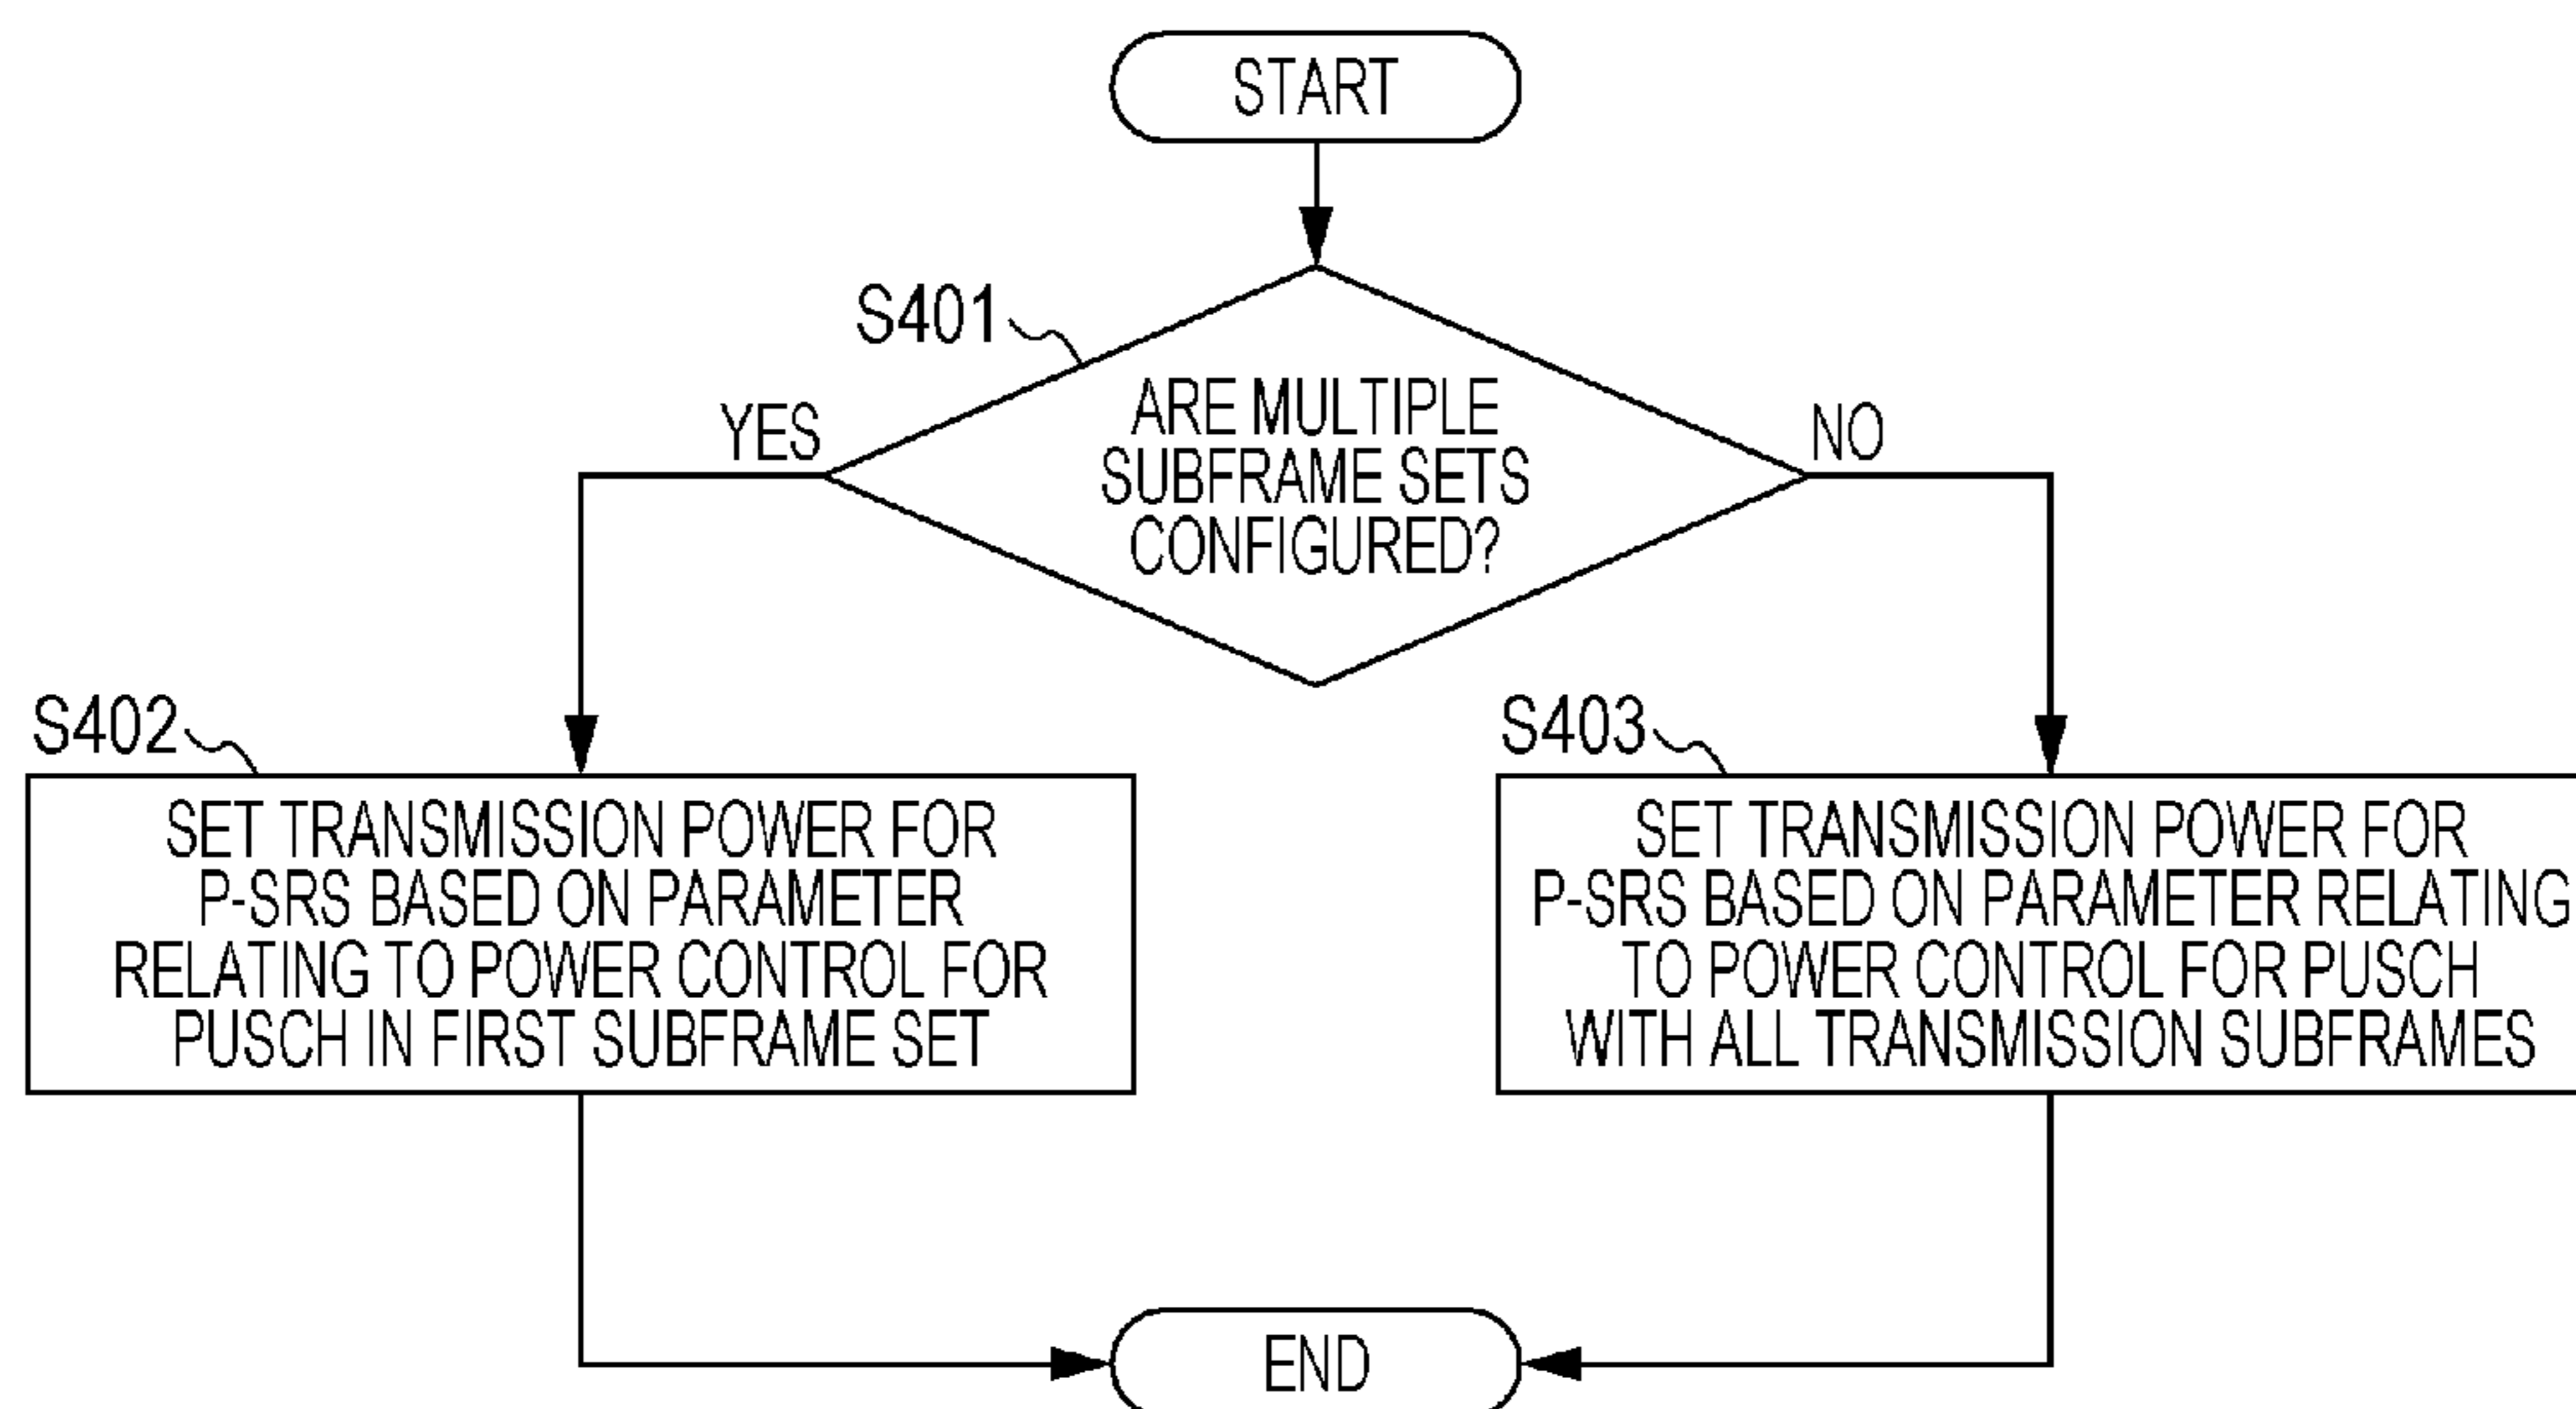 START
S401
ARE MULTIPLE
SUBFRAME SETS
CONFIGURED?
YES
NO
S402
SET TRANSMISSION POWER FOR
P-SRS BASED ON PARAMETER
RELATING TO POWER CONTROL FOR
PUSCH IN FIRST SUBFRAME SET
S403
SET TRANSMISSION POWER FOR
P-SRS BASED ON PARAMETER RELATING
TO POWER CONTROL FOR PUSCH
WITH ALL TRANSMISSION SUBFRAMES
END